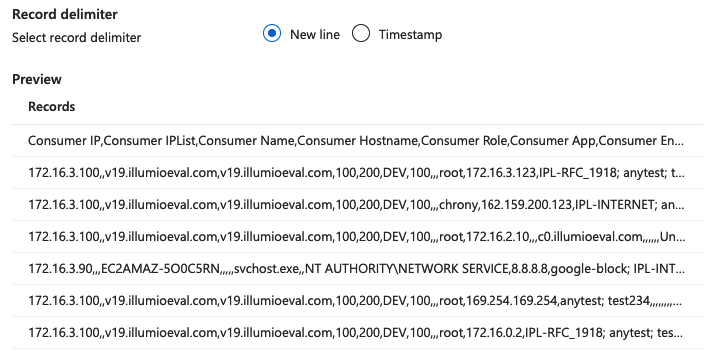 Record delimiter
Select record delimiter
New line
Timestamp
Preview
Records
Consumer IP,Consumer IPList,Consumer Name,Consumer Hostname,Consumer Role,Consumer App,Consumer En...
172.16.3.100,,v19.illumioeval.com,v19.illumioeval.com,100,200,DEV,100,,,root,172.16.3.123,IPL-RFC_1918; anytest; t...
172.16.3.100,,v19.illumioeval.com,v19.illumioeval.com,100,200,DEV,100,,,chrony,162.159.200.123,IPL-INTERNET; an...
172.16.3.100,,v19.illumioeval.com,v19.illumioeval.com,100,200,DEV,100,,,root,172.16.2.10,,,c0.illumioeval.com,,,,,,Un...
172.16.3.90,,,EC2AMAZ-5O0C5RN,,,,,svchost.exe,,NT AUTHORITY\NETWORK SERVICE,8.8.8.8,google-block; IPL-INT...
172.16.3.100,,v19.illumioeval.com,v19.illumioeval.com,100,200,DEV,100,,,root,169.254.169.254,anytest; test234,,,,,,,,...
172.16.3.100,,v19.illumioeval.com,v19.illumioeval.com,100,200,DEV,100,,,root,172.16.0.2,IPL-RFC_1918; anytest; tes...